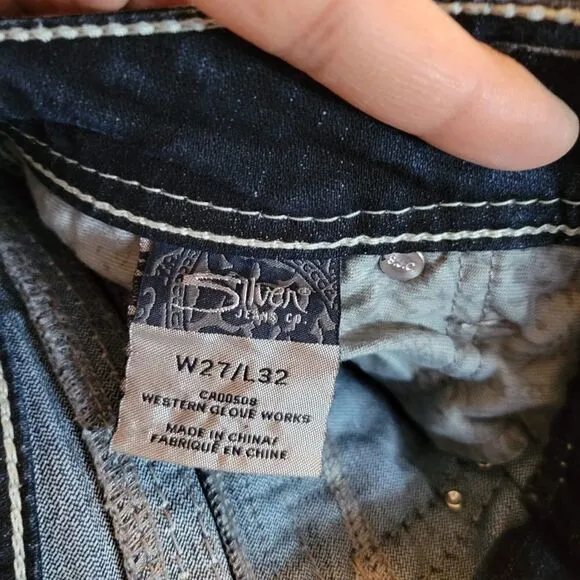 Silver
JEANS CO.
W27/L32
CA00508
WESTERN GLOVE WORKS
MADE IN CHINA/
FABRIQUÉ EN CHINE